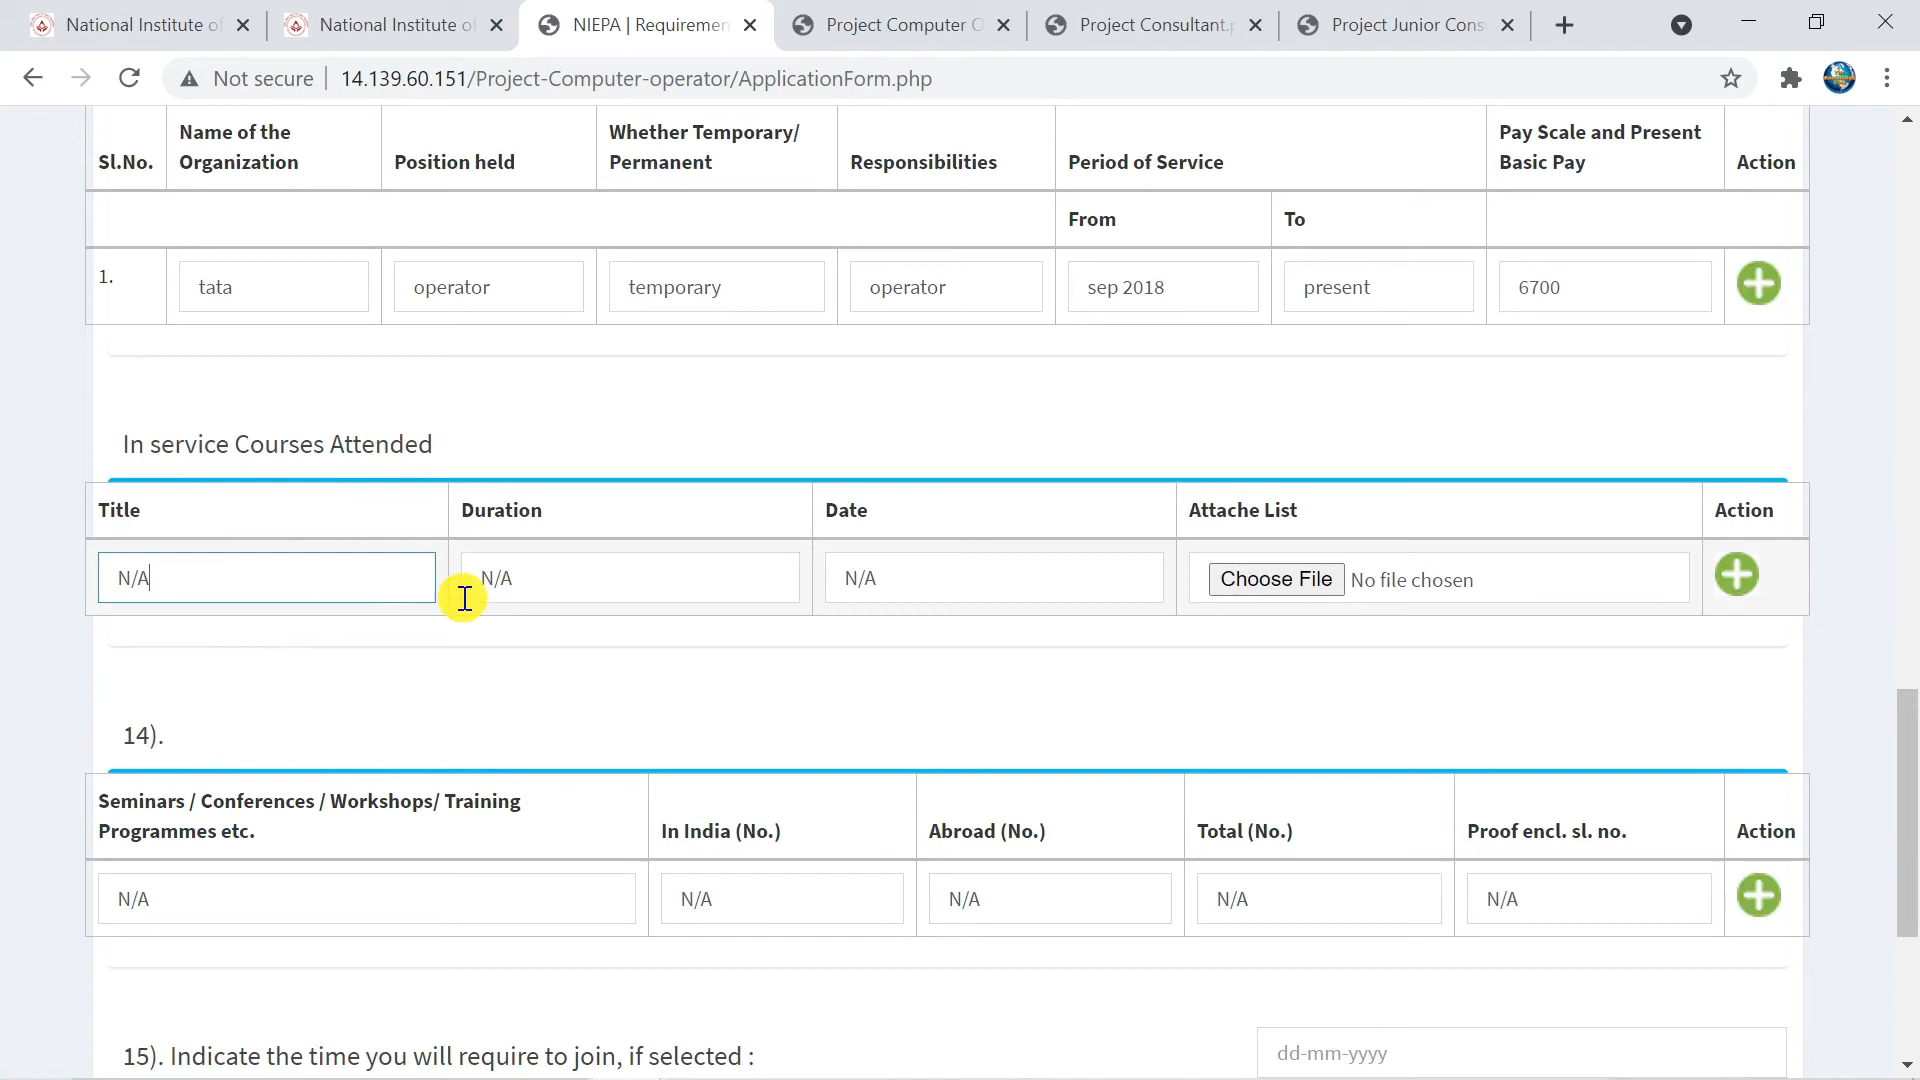 National Institute of
National Institute of
NIEPA | Requiremen
Project Computer O
Project Consultant.p
Project Junior Cons
Not secure
14.139.60.151/Project-Computer-operator/ApplicationForm.php
Sl.No.
Name of the
Organization
Position held
Whether Temporary/
Permanent
Responsibilities
Period of Service
Pay Scale and Present
Basic Pay
Action
From
To
1.
tata
operator
temporary
operator
sep 2018
present
6700
In service Courses Attended
Title
Duration
Date
Attache List
Action
N/A
N/A
N/A
Choose File No file chosen
14).
Seminars / Conferences / Workshops/ Training
Programmes etc.
In India (No.)
Abroad (No.)
Total (No.)
Proof encl. sl. no.
Action
N/A
N/A
N/A
N/A
N/A
15). Indicate the time you will require to join, if selected :
dd-mm-yyyy